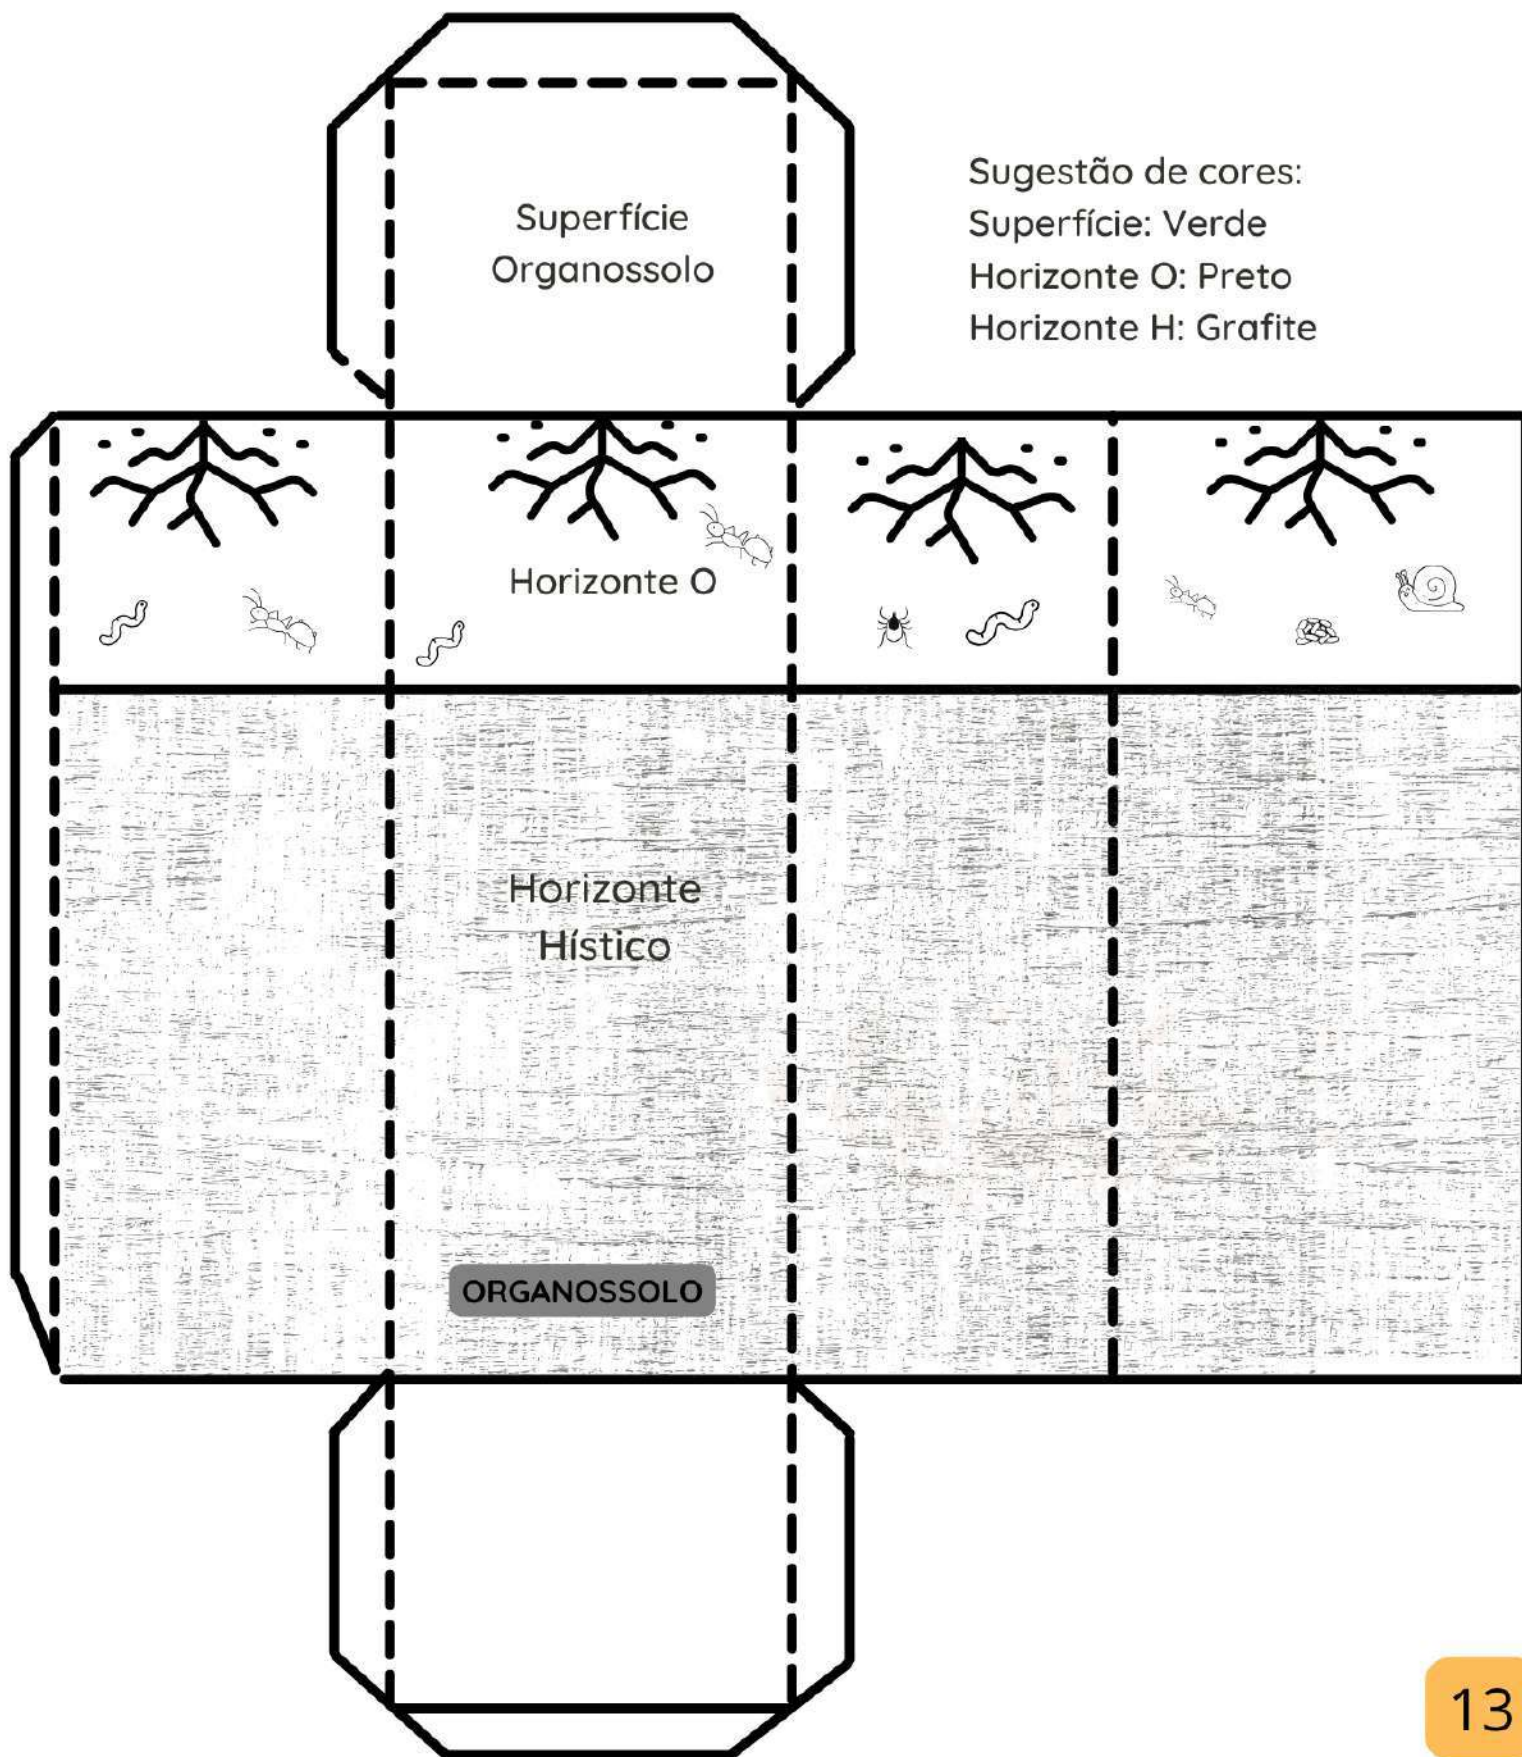 Superfície
Organossolo
Sugestão de cores:
Superfície: Verde
Horizonte O: Preto
Horizonte H: Grafite
Horizonte O
Horizonte
Hístico
ORGANOSSOLO
13